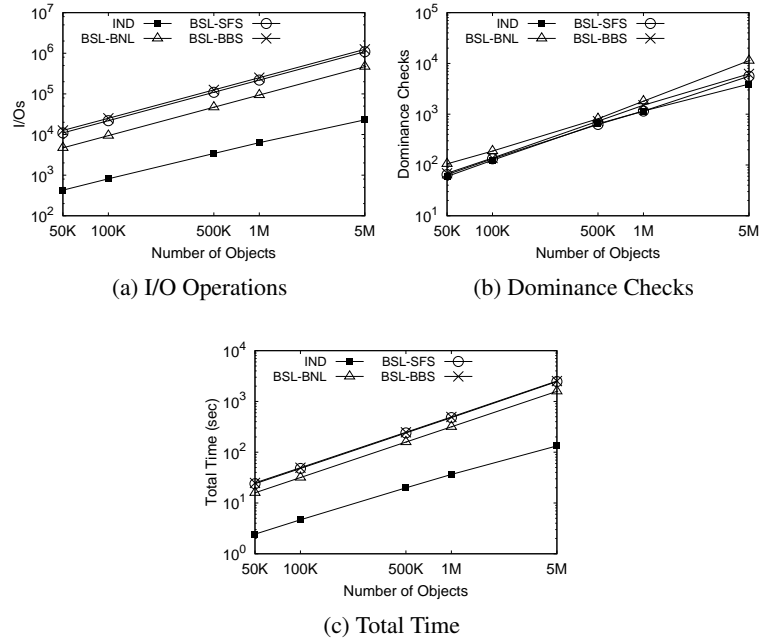 10^7
10^6
10^5
10^4
10^3
10^2
I/Os
IND
BSL-BNL
BSL-SFS
BSL-BBS
50K 100K 500K 1M 5M
Number of Objects
(a) I/O Operations
10^5
10^4
10^3
10^2
10^1
Dominance Checks
IND
BSL-BNL
BSL-SFS
BSL-BBS
50K 100K 500K 1M 5M
Number of Objects
(b) Dominance Checks
10^4
10^3
10^2
10^1
10^0
Total Time (sec)
IND
BSL-BNL
BSL-SFS
BSL-BBS
50K 100K 500K 1M 5M
Number of Objects
(c) Total Time